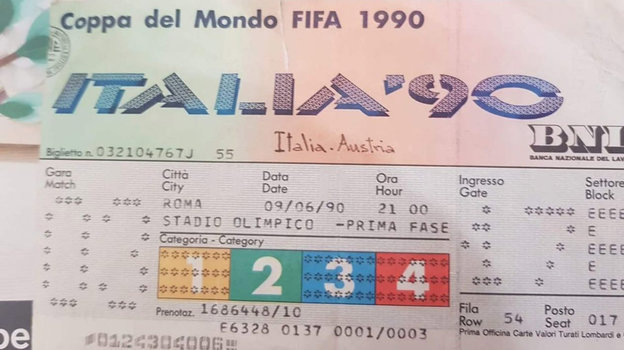 Coppa del Mondo FIFA 1990
ITALIA'90
Italia-Austria
BNL
BANCA NAZIONALE DEL LAV
Biglietto n. 032104767J 55
Gara Città Data Ora Ingresso Settore
Match City Date Hour Gate Block
ROMA 09/06/90 21 00
STADIO OLIMPICO -PRIMA FASE
EEEE
E
EEEE
E
EEEE
Categoria - Category
1 2 3 4
Prenotaz. 1686448/10
E6328 0137 0001/0003
Fila Posto
Row 54 Seat 017
Prima Officina Carte Valori Turati Lombardi e
#0124304006#
pe